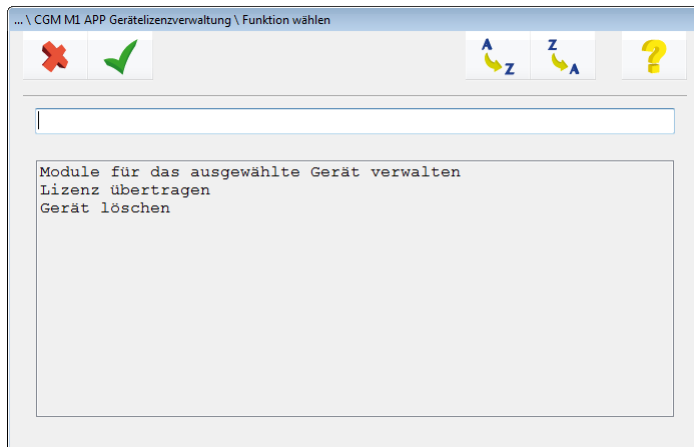 ... \ CGM M1 APP Gerätelizenzverwaltung \ Funktion wählen
A Z
Z A
?
Module für das ausgewählte Gerät verwalten
Lizenz übertragen
Gerät löschen